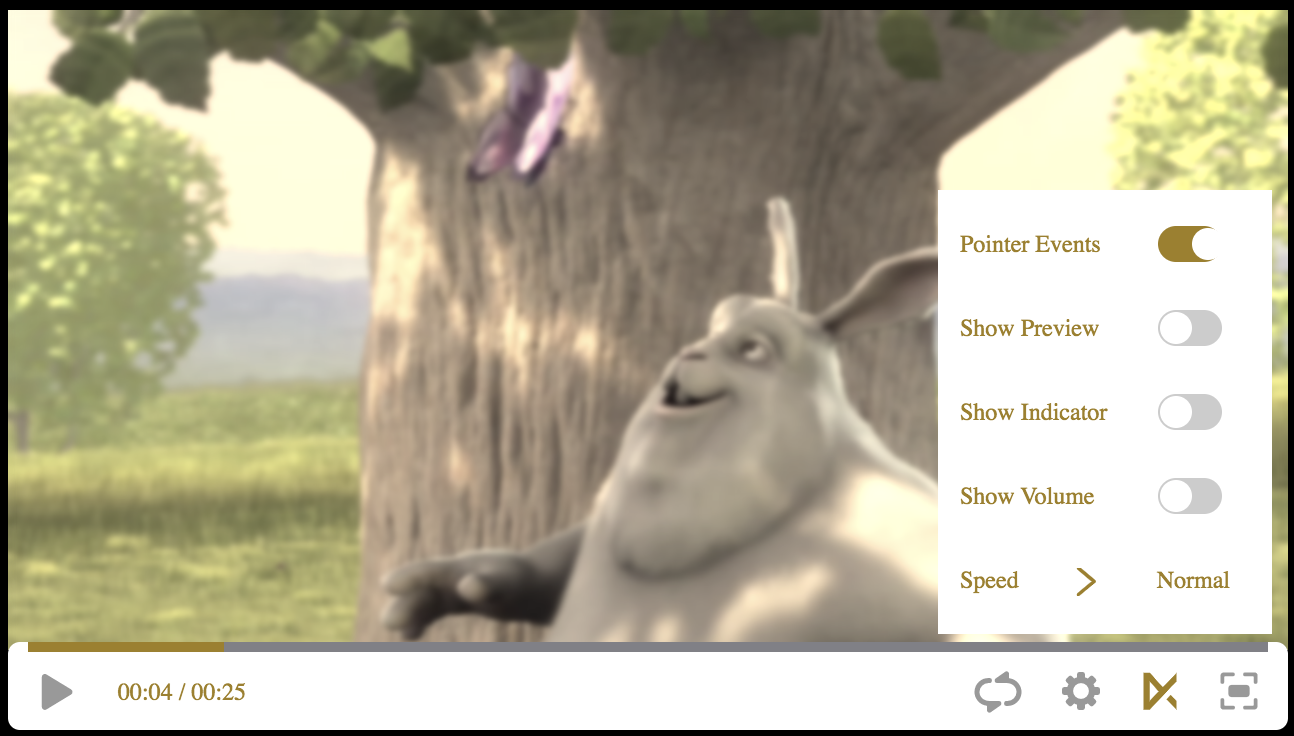 Pointer Events
Show Preview
Show Indicator
Show Volume
Speed Normal
00:04 / 00:25